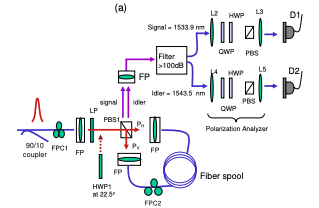 (a)
L2 HWP L3 D1
Signal = 1533.9 nm
QWP PBS
Filter
>100dB
L4 HWP L5 D2
Idler = 1543.5 nm
QWP PBS
Polarization Analyzer
FP
signal idler
FP LP PBS1 P_H FP
P_V
90/10
coupler
FPC1
FP
HWP1
at 22.5°
Fiber spool
FPC2